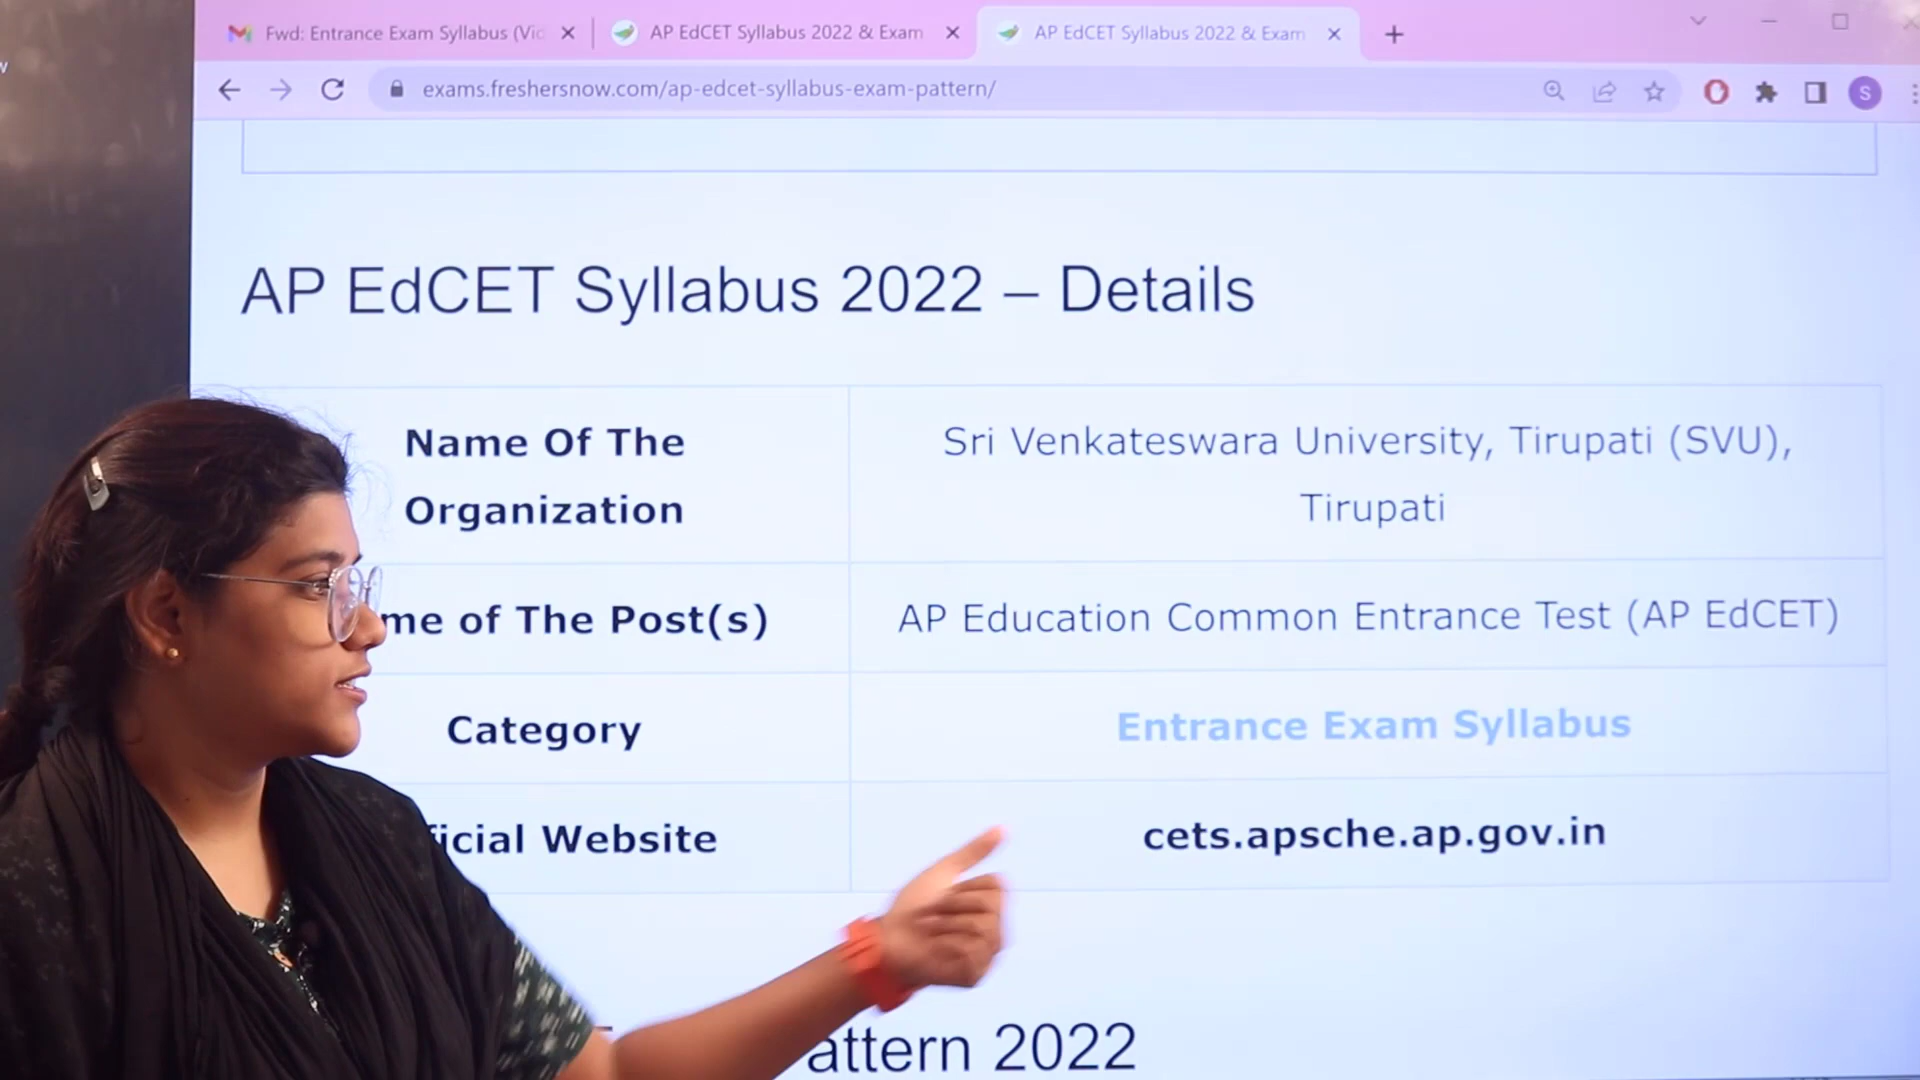 Fwd: Entrance Exam Syllabus (Vid
AP EdCET Syllabus 2022 & Exam
AP EdCET Syllabus 2022 & Exam
exams.freshersnow.com/ap-edcet-syllabus-exam-pattern/
S
AP EdCET Syllabus 2022 – Details
Name Of The
Organization
Sri Venkateswara University, Tirupati (SVU),
Tirupati
me of The Post(s)
AP Education Common Entrance Test (AP EdCET)
Category
Entrance Exam Syllabus
icial Website
cets.apsche.ap.gov.in
attern 2022